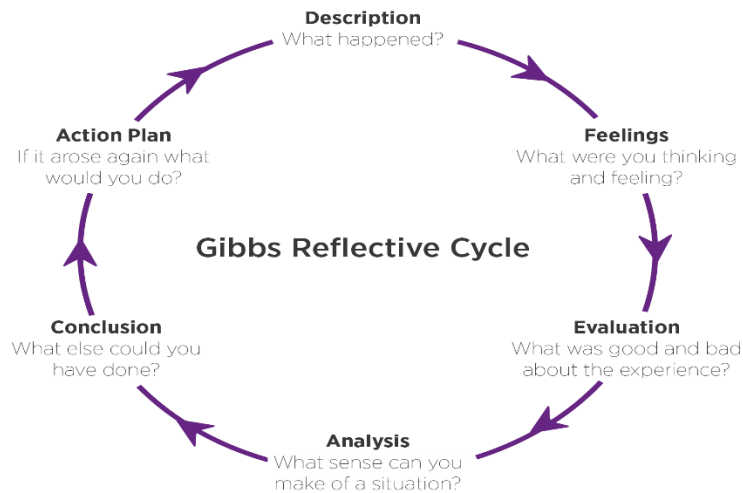 Description
What happened?
Feelings
What were you thinking
and feeling?
Evaluation
What was good and bad
about the experience?
Analysis
What sense can you
make of a situation?
Conclusion
What else could you
have done?
Action Plan
If it arose again what
would you do?
Gibbs Reflective Cycle